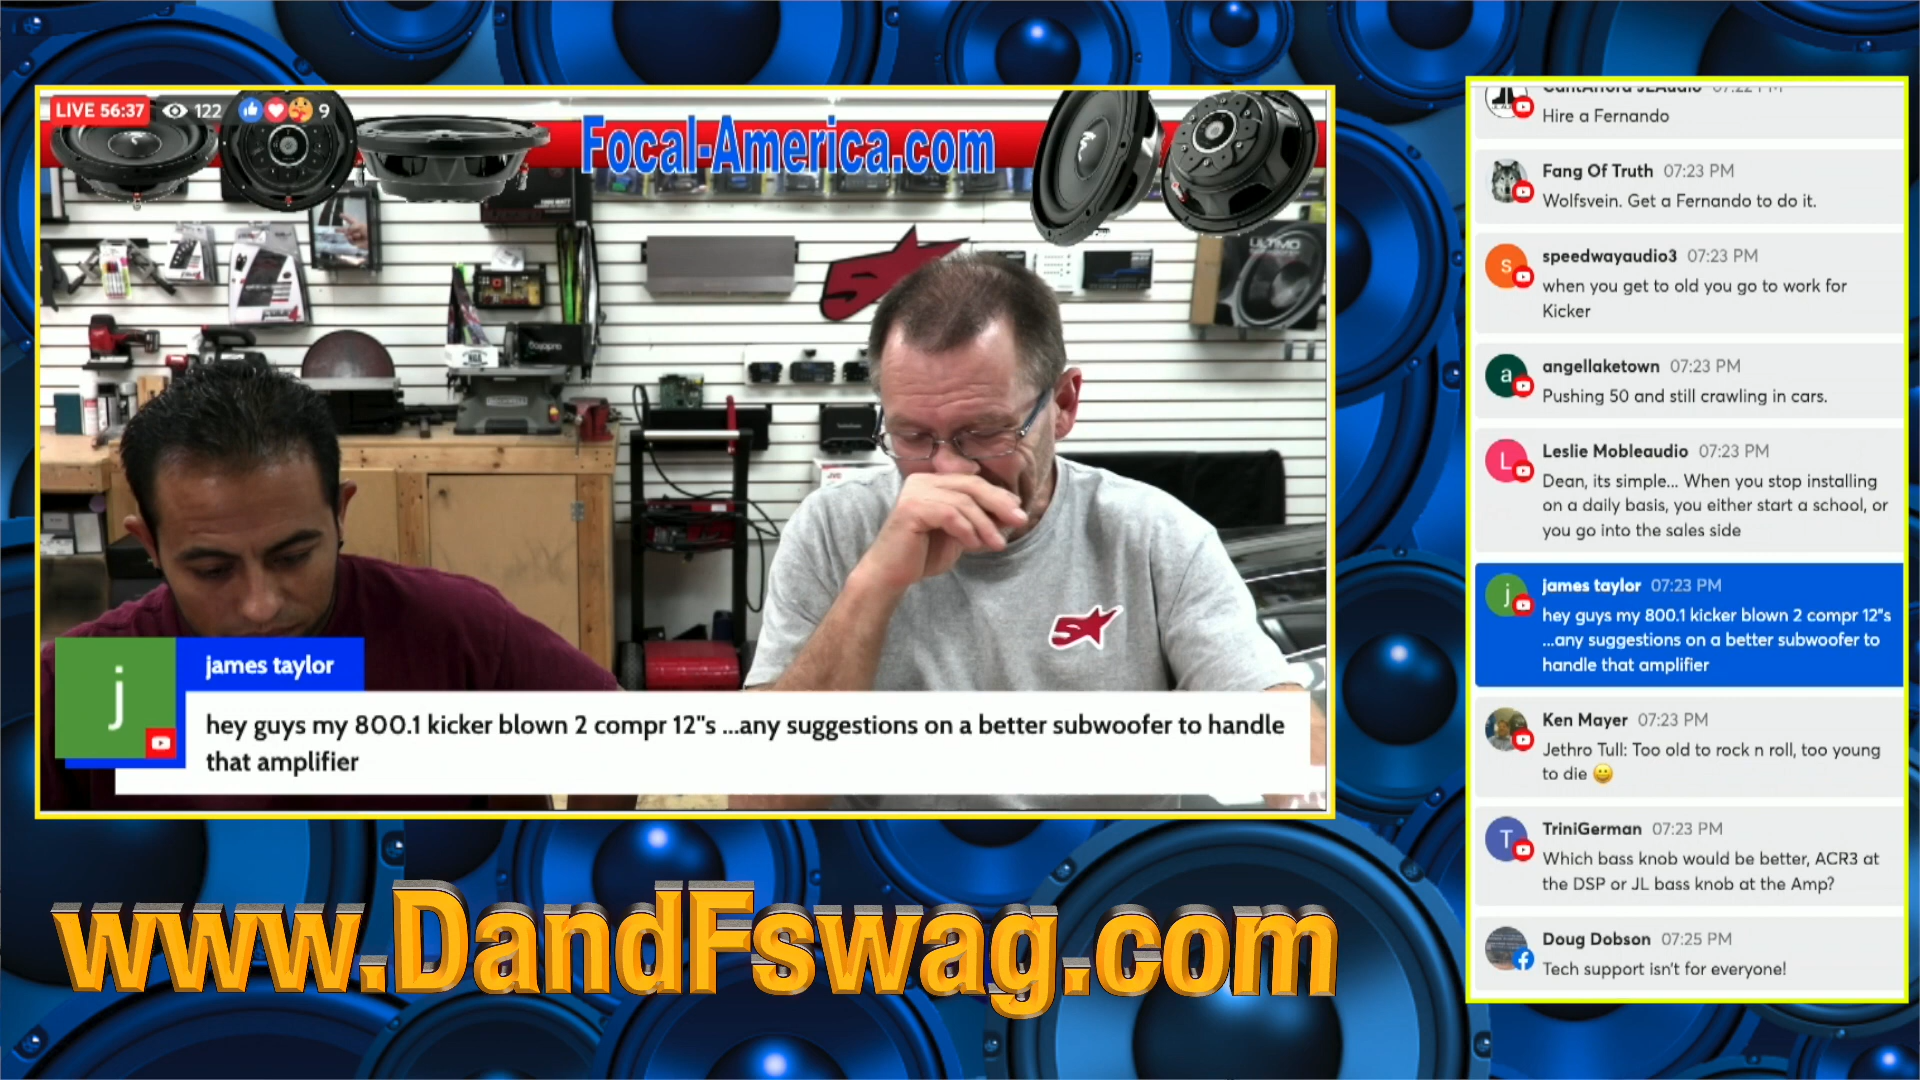 LIVE 56:37
122
9
Focal-America.com
ULTIMO
JVC
james taylor
j
hey guys my 800.1 kicker blown 2 compr 12"s ...any suggestions on a better subwoofer to handle
that amplifier
www.DandFswag.com
Hire a Fernando
Fang Of Truth 07:23 PM
Wolfsvein. Get a Fernando to do it.
s
speedwayaudio3 07:23 PM
when you get to old you go to work for
Kicker
a
angellaketown 07:23 PM
Pushing 50 and still crawling in cars.
L
Leslie Mobleaudio 07:23 PM
Dean, its simple... When you stop installing
on a daily basis, you either start a school, or
you go into the sales side
j
james taylor 07:23 PM
hey guys my 800.1 kicker blown 2 compr 12"s
...any suggestions on a better subwoofer to
handle that amplifier
Ken Mayer 07:23 PM
Jethro Tull: Too old to rock n roll, too young
to die 😀
T
TriniGerman 07:23 PM
Which bass knob would be better, ACR3 at
the DSP or JL bass knob at the Amp?
Doug Dobson 07:25 PM
Tech support isn't for everyone!